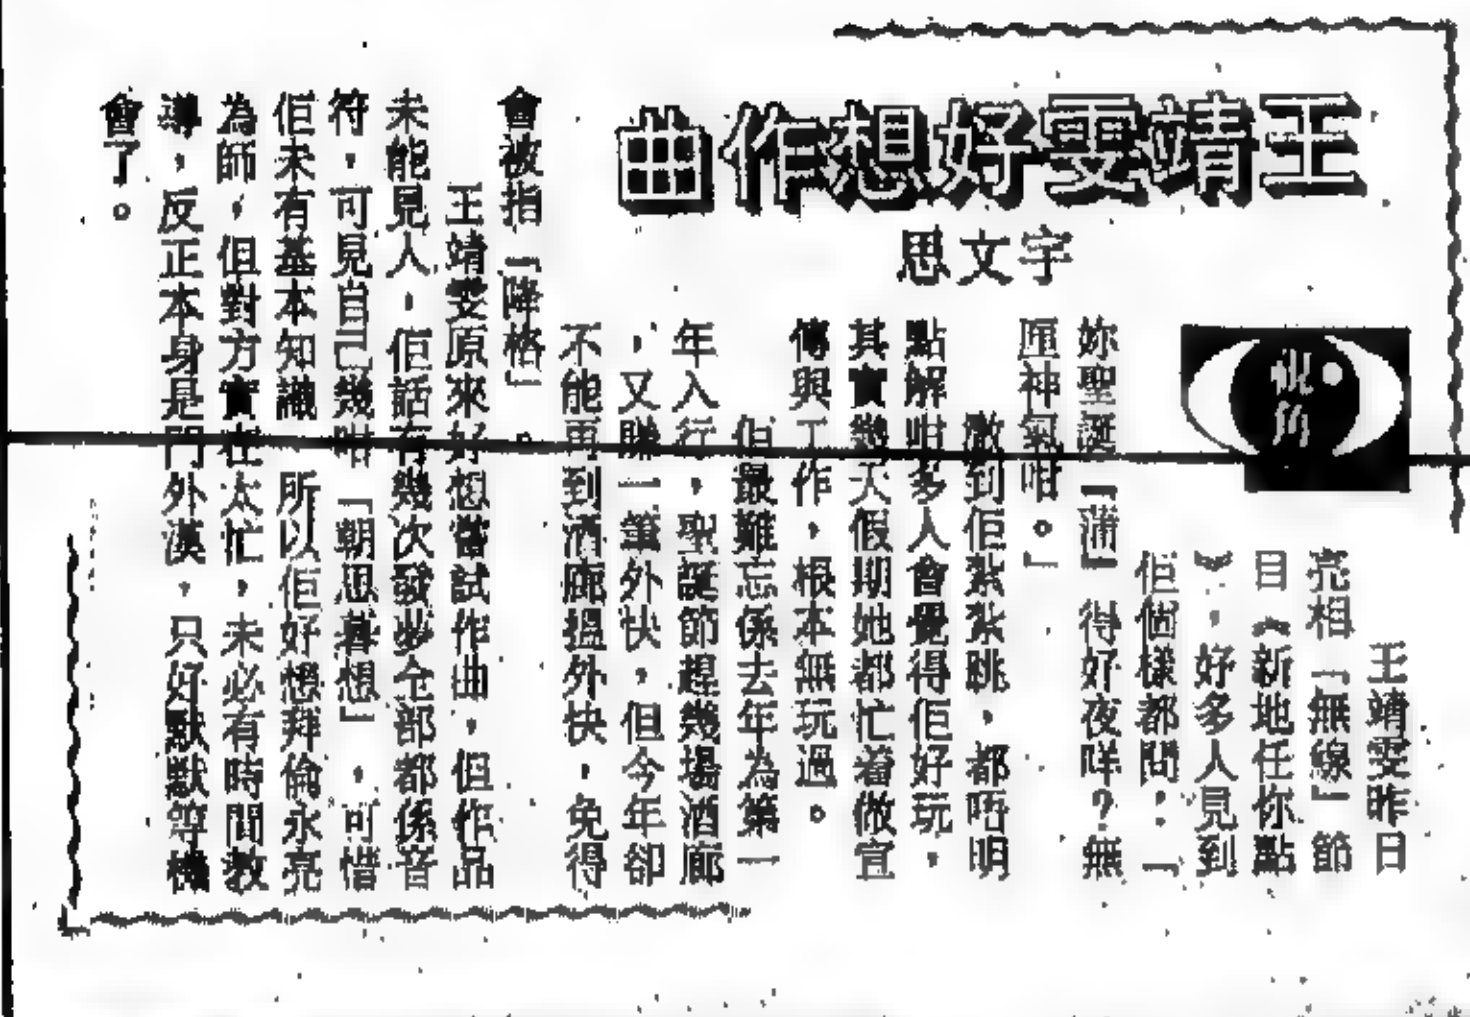 王靖雯好想作曲
宇文思
視角
王靖雯昨日
亮相「無線」節
目《新地任你點
》，好多人見到
佢個樣都問：「
妳聖誕「蒲」得好夜咩？無
厘神氣咁。」
激到佢紮紮跳，都唔明
點解咁多人會覺得佢好玩，
其實幾天假期她都忙着做宣
傳與工作，根本無玩過。
但最難忘係去年為第一
年入行，聖誕節趕幾場酒廊
，又賺一筆外快，但今年卻
不能再到酒廊搵外快，免得
會被指「降格」。
王靖雯原來好想嘗試作曲，但作品
未能見人，佢話有幾次發夢全部都係音
符，可見自己幾咁「朝思暮想」，可惜
佢未有基本知識，所以佢好想拜倫永亮
為師，但對方實在太忙，未必有時間教
導，反正本身是門外漢，只好默默等機
會了。